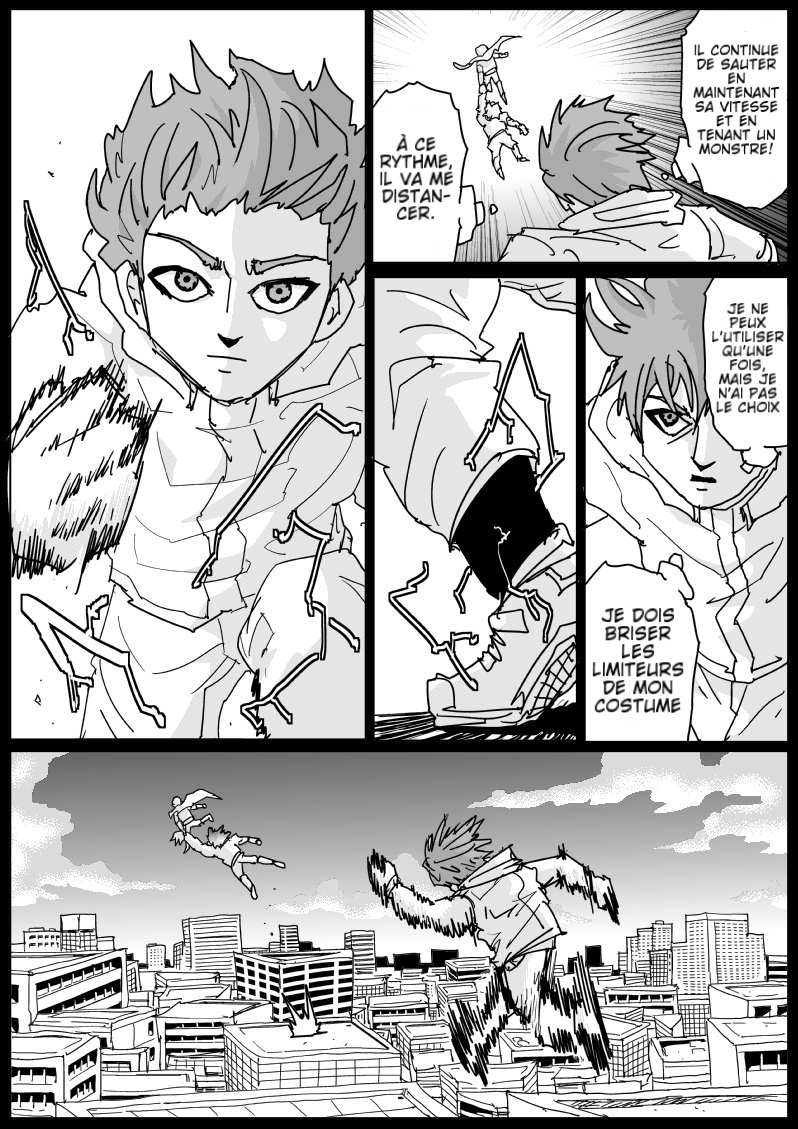 IL CONTINUE
DE SAUTER
EN
MAINTENANT
SA VITESSE
ET EN
TENANT UN
MONSTRE!
À CE
RYTHME,
IL VA ME
DISTAN-
CER.
JE NE
PEUX
L'UTILISER
QU'UNE
FOIS,
MAIS JE
N'AI PAS
LE CHOIX
JE DOIS
BRISER
LES
LIMITEURS
DE MON
COSTUME